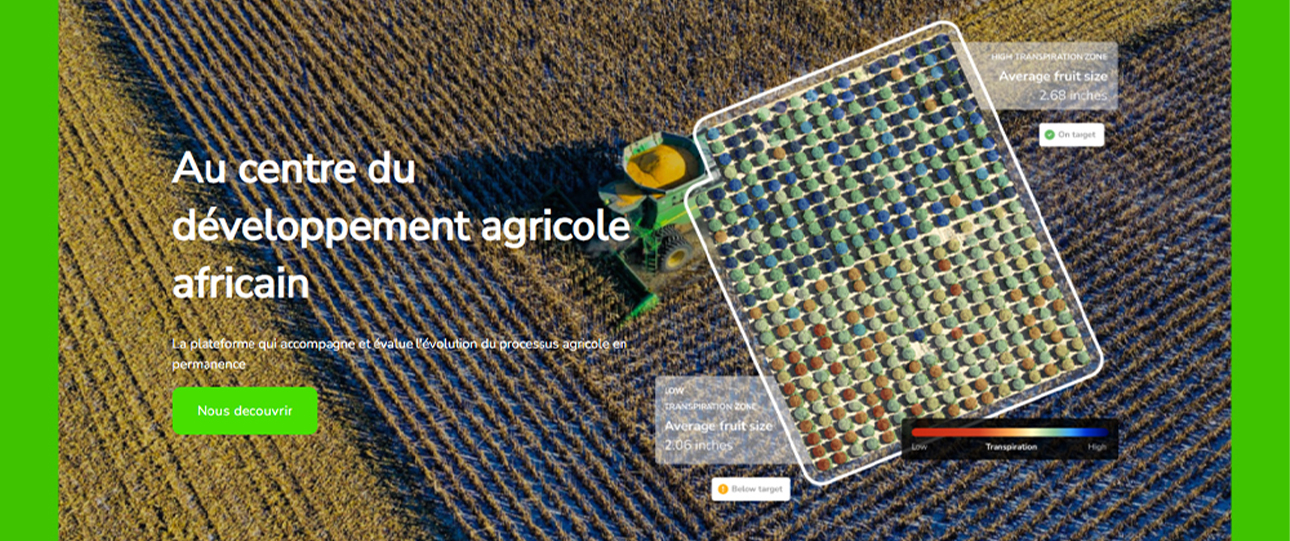 Au centre du
développement agricole
africain
La plateforme qui accompagne et évalue l'évolution du processus agricole en
permanence
Nous decouvrir
HIGH TRANSPIRATION ZONE
Average fruit size
2.68 inches
On target
LOW
TRANSPIRATION ZONE
Average fruit size
2.06 inches
Below target
Low
Transpiration
High